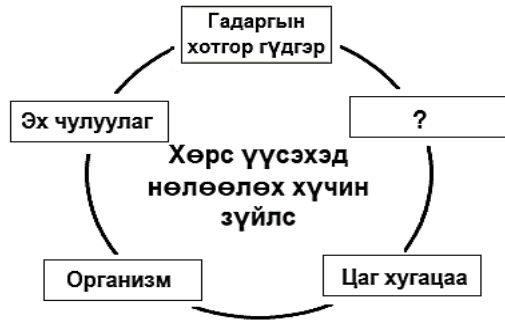 Гадаргын
хотгор гүдгэр
Эх чулуулаг
?
Хөрс үүсэхэд
нөлөөлөх хүчин
зүйлс
Организм
Цаг хугацаа